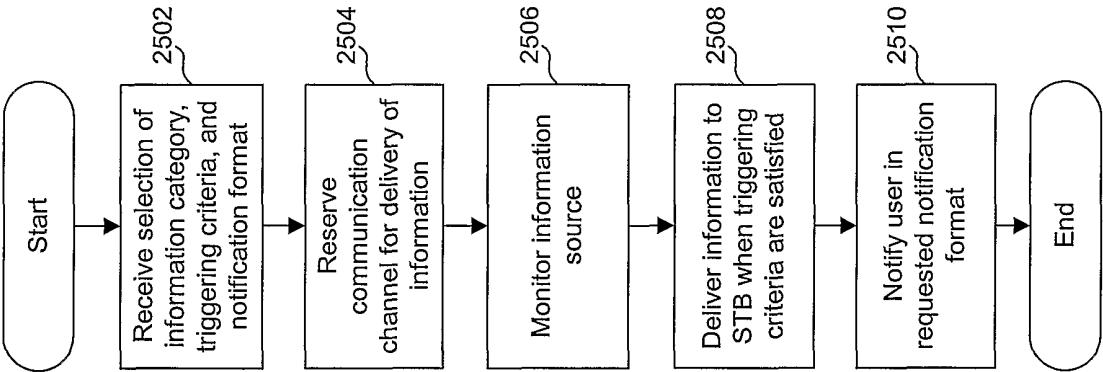 Start
2502
Receive selection of
information category,
triggering criteria, and
notification format
2504
Reserve
communication
channel for delivery of
information
2506
Monitor information
source
2508
Deliver information to
STB when triggering
criteria are satisfied
2510
Notify user in
requested notification
format
End